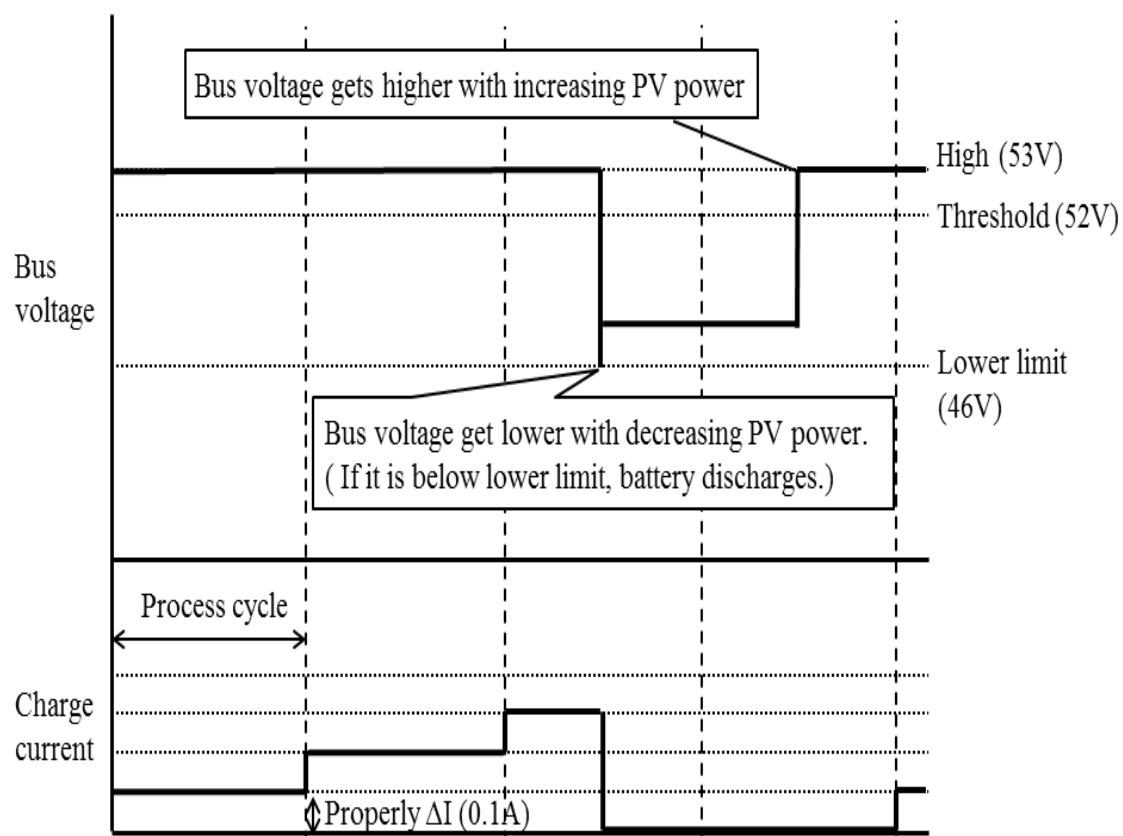 Bus voltage gets higher with increasing PV power
High (53V)
Threshold (52V)
Bus
voltage
Lower limit
(46V)
Bus voltage get lower with decreasing PV power.
( If it is below lower limit, battery discharges.)
Process cycle
Charge
current
Properly ΔI (0.1A)